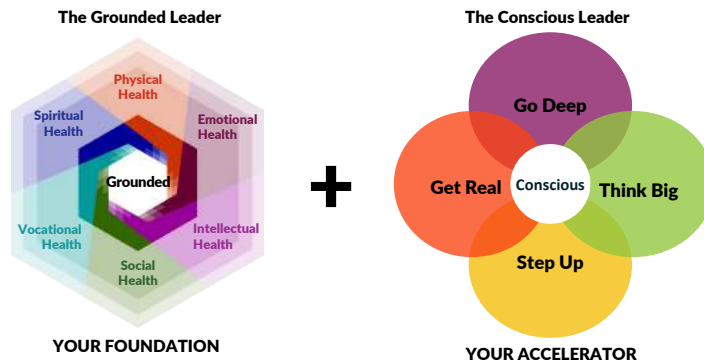 The Grounded Leader
Physical
Health
Spiritual
Health
Emotional
Health
Grounded
Vocational
Health
Intellectual
Health
Social
Health
YOUR FOUNDATION
+
The Conscious Leader
Go Deep
Get Real
Conscious
Think Big
Step Up
YOUR ACCELERATOR